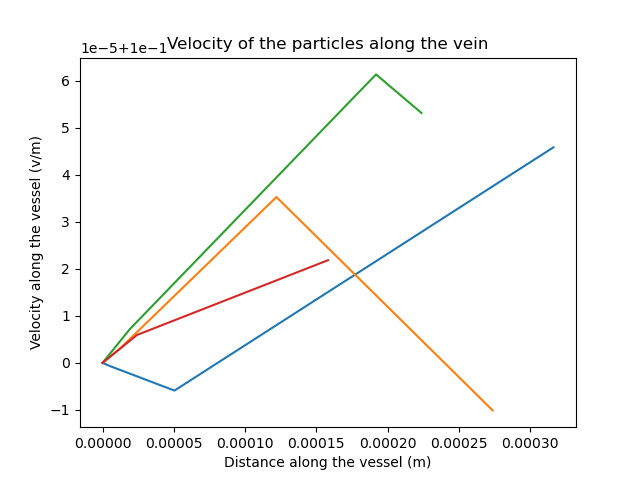 1e−5+1e−1
Velocity of the particles along the vein
6
5
4
3
2
1
0
−1
Velocity along the vessel (v/m)
0.00000 0.00005 0.00010 0.00015 0.00020 0.00025 0.00030
Distance along the vessel (m)